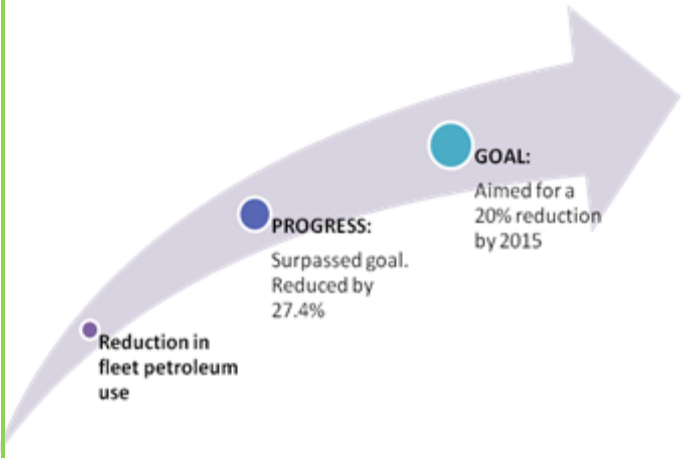 GOAL:
Aimed for a
20% reduction
by 2015
PROGRESS:
Surpassed goal.
Reduced by
27.4%
Reduction in
fleet petroleum
use